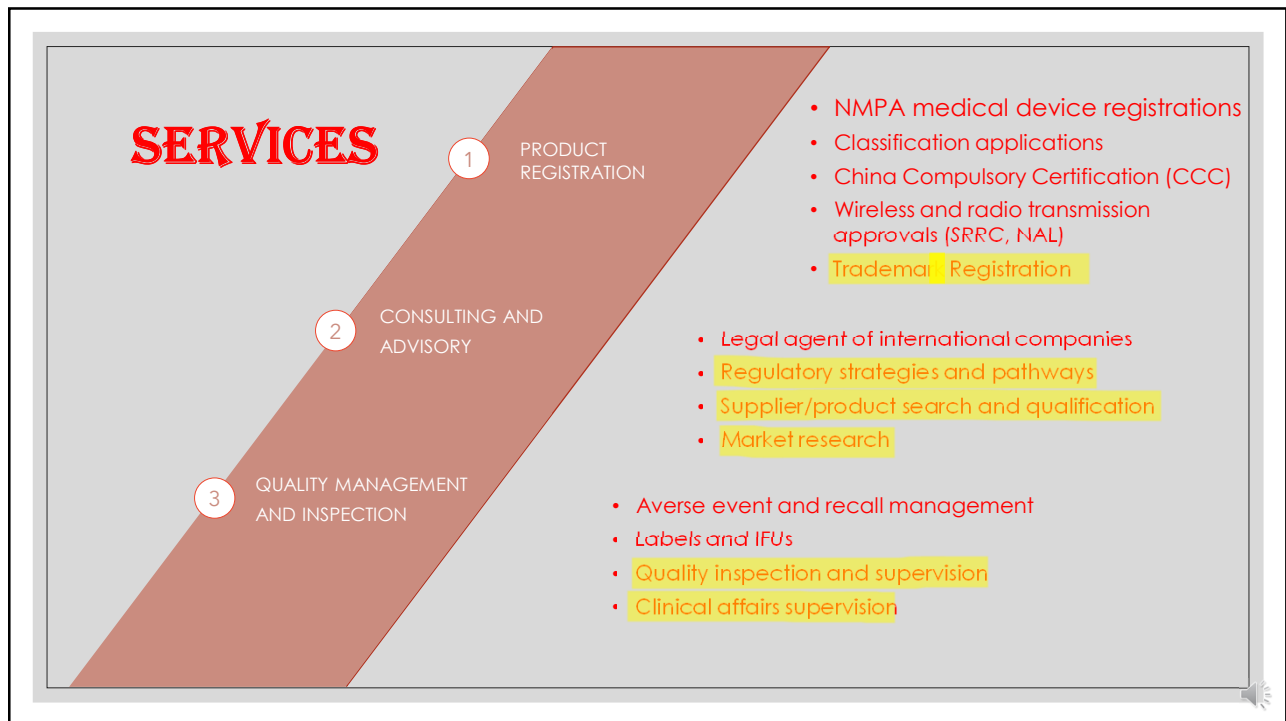 SERVICES
1
PRODUCT
REGISTRATION
• NMPA medical device registrations
• Classification applications
• China Compulsory Certification (CCC)
• Wireless and radio transmission
approvals (SRRC, NAL)
• Trademark Registration
2
CONSULTING AND
ADVISORY
• Legal agent of international companies
• Regulatory strategies and pathways
• Supplier/product search and qualification
• Market research
3
QUALITY MANAGEMENT
AND INSPECTION
• Averse event and recall management
• Labels and IFUs
• Quality inspection and supervision
• Clinical affairs supervision